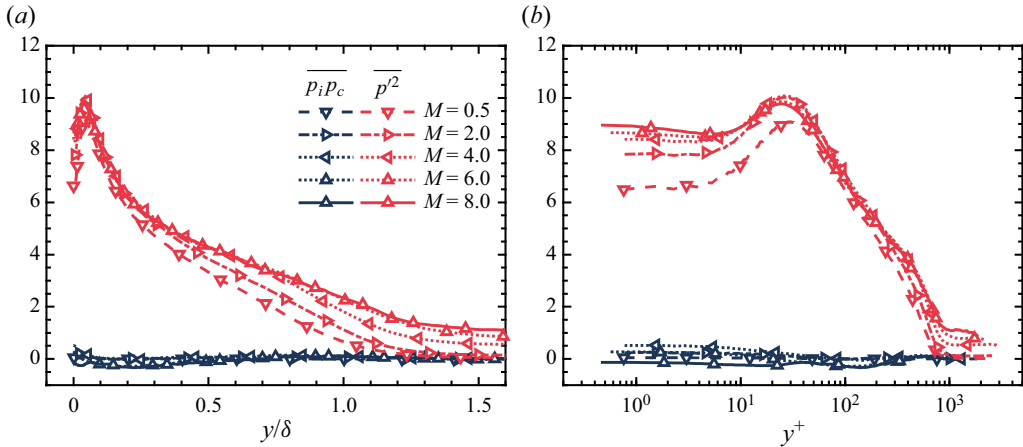 (a)
(b)
12
10
8
6
4
2
0
0 0.5 1.0 1.5
y/δ
p_i p_c p'^2
M = 0.5
M = 2.0
M = 4.0
M = 6.0
M = 8.0
12
10
8
6
4
2
0
10^0 10^1 10^2 10^3
y^+